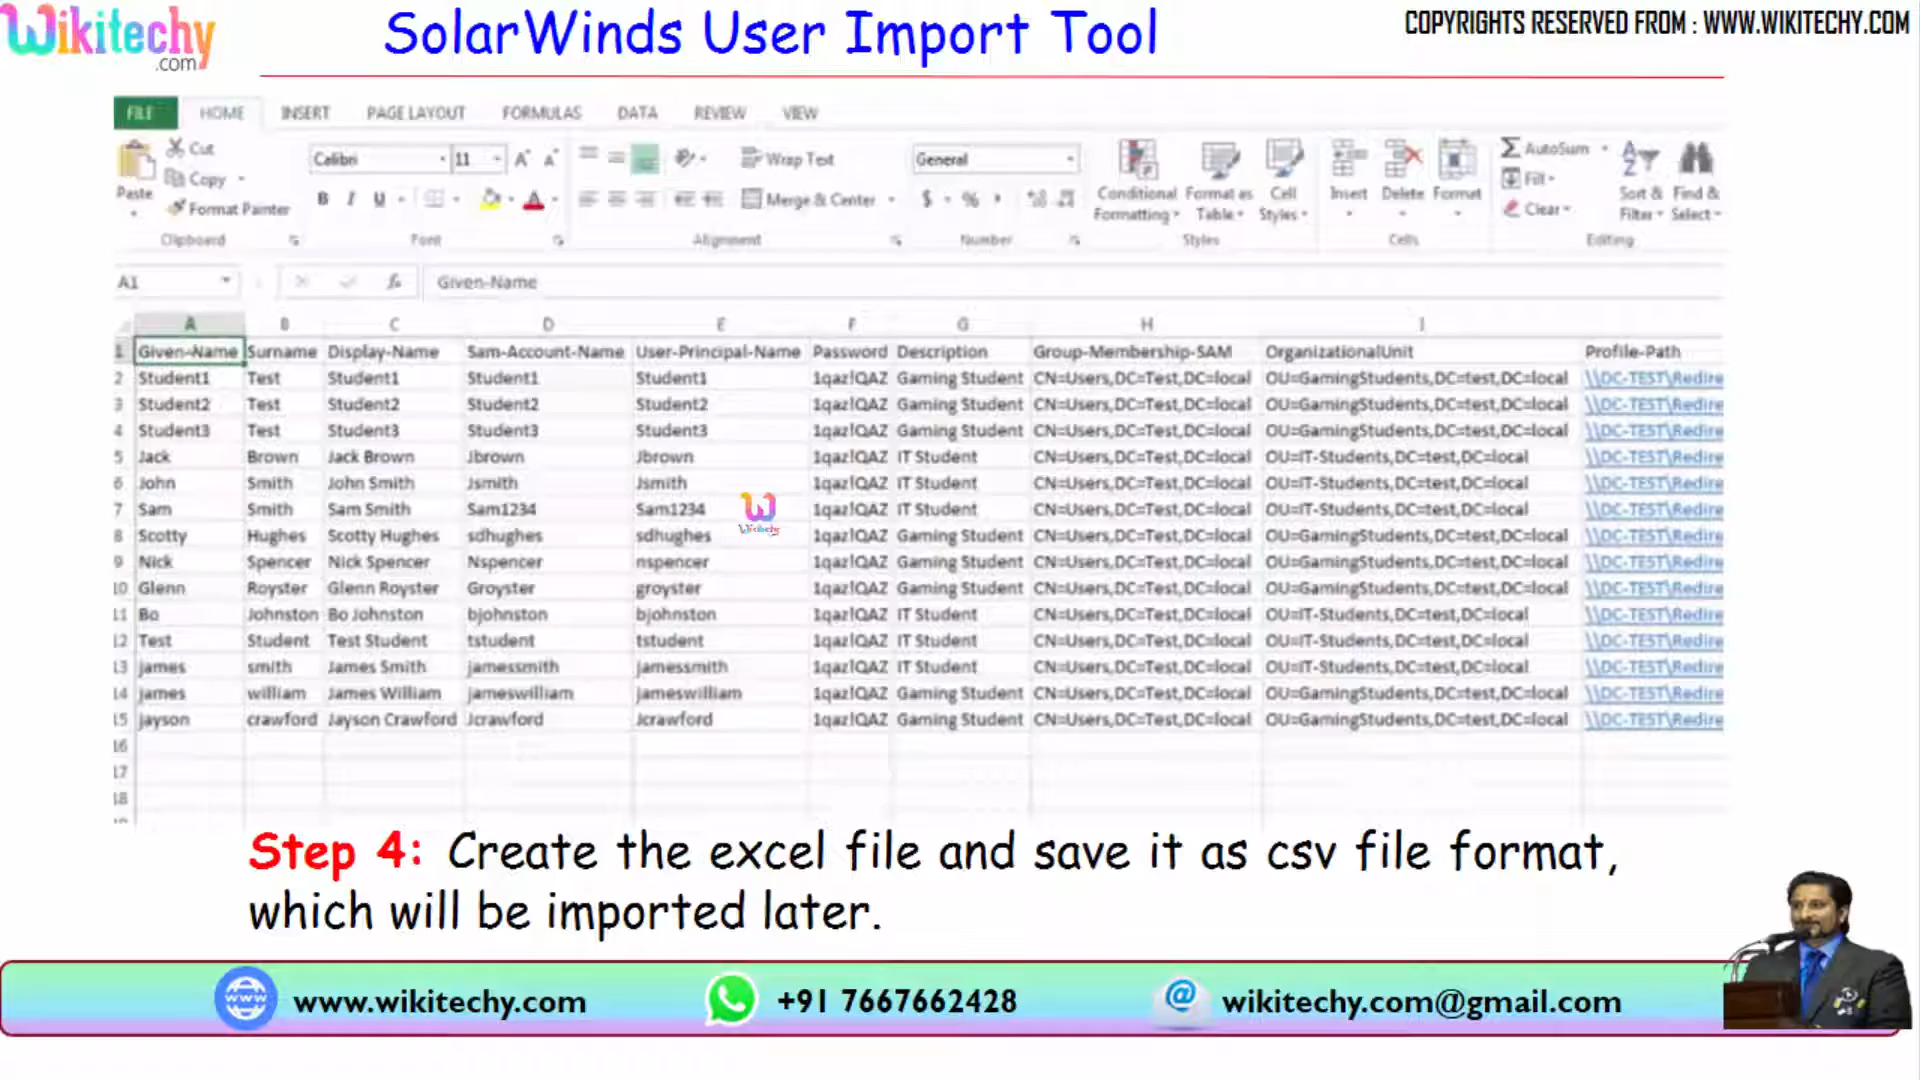 Wikitechy
.com
SolarWinds User Import Tool
COPYRIGHTS RESERVED FROM : WWW.WIKITECHY.COM
FILE HOME INSERT PAGE LAYOUT FORMULAS DATA REVIEW VIEW
Cut
Copy
Format Painter
Paste
Clipboard
Calibri 11
B I U
Font
Wrap Text
Merge & Center
Alignment
General
$ %
Number
Conditional Formatting
Format as Table
Cell Styles
Styles
Insert Delete Format
Cells
AutoSum
Fill
Clear
Sort & Filter
Find & Select
Editing
A1 fx Given-Name
A B C D E F G H I
1 Given-Name Surname Display-Name Sam-Account-Name User-Principal-Name Password Description Group-Membership-SAM OrganizationalUnit Profile-Path
2 Student1 Test Student1 Student1 Student1 1qaz!QAZ Gaming Student CN=Users,DC=Test,DC=local OU=GamingStudents,DC=test,DC=local \\DC-TEST\Redire
3 Student2 Test Student2 Student2 Student2 1qaz!QAZ Gaming Student CN=Users,DC=Test,DC=local OU=GamingStudents,DC=test,DC=local \\DC-TEST\Redire
4 Student3 Test Student3 Student3 Student3 1qaz!QAZ Gaming Student CN=Users,DC=Test,DC=local OU=GamingStudents,DC=test,DC=local \\DC-TEST\Redire
5 Jack Brown Jack Brown Jbrown Jbrown 1qaz!QAZ IT Student CN=Users,DC=Test,DC=local OU=IT-Students,DC=test,DC=local \\DC-TEST\Redire
6 John Smith John Smith Jsmith Jsmith 1qaz!QAZ IT Student CN=Users,DC=Test,DC=local OU=IT-Students,DC=test,DC=local \\DC-TEST\Redire
7 Sam Smith Sam Smith Sam1234 Sam1234 1qaz!QAZ IT Student CN=Users,DC=Test,DC=local OU=IT-Students,DC=test,DC=local \\DC-TEST\Redire
8 Scotty Hughes Scotty Hughes sdhughes sdhughes 1qaz!QAZ Gaming Student CN=Users,DC=Test,DC=local OU=GamingStudents,DC=test,DC=local \\DC-TEST\Redire
9 Nick Spencer Nick Spencer Nspencer nspencer 1qaz!QAZ Gaming Student CN=Users,DC=Test,DC=local OU=GamingStudents,DC=test,DC=local \\DC-TEST\Redire
10 Glenn Royster Glenn Royster Groyster groyster 1qaz!QAZ Gaming Student CN=Users,DC=Test,DC=local OU=GamingStudents,DC=test,DC=local \\DC-TEST\Redire
11 Bo Johnston Bo Johnston bjohnston bjohnston 1qaz!QAZ IT Student CN=Users,DC=Test,DC=local OU=IT-Students,DC=test,DC=local \\DC-TEST\Redire
12 Test Student Test Student tstudent tstudent 1qaz!QAZ IT Student CN=Users,DC=Test,DC=local OU=IT-Students,DC=test,DC=local \\DC-TEST\Redire
13 james smith James Smith jamessmith jamessmith 1qaz!QAZ IT Student CN=Users,DC=Test,DC=local OU=IT-Students,DC=test,DC=local \\DC-TEST\Redire
14 james william James William jameswilliam jameswilliam 1qaz!QAZ Gaming Student CN=Users,DC=Test,DC=local OU=GamingStudents,DC=test,DC=local \\DC-TEST\Redire
15 jayson crawford Jayson Crawford Jcrawford Jcrawford 1qaz!QAZ Gaming Student CN=Users,DC=Test,DC=local OU=GamingStudents,DC=test,DC=local \\DC-TEST\Redire
16
17
18
Wikitechy
Step 4: Create the excel file and save it as csv file format,
which will be imported later.
WWW www.wikitechy.com +91 7667662428 @ wikitechy.com@gmail.com